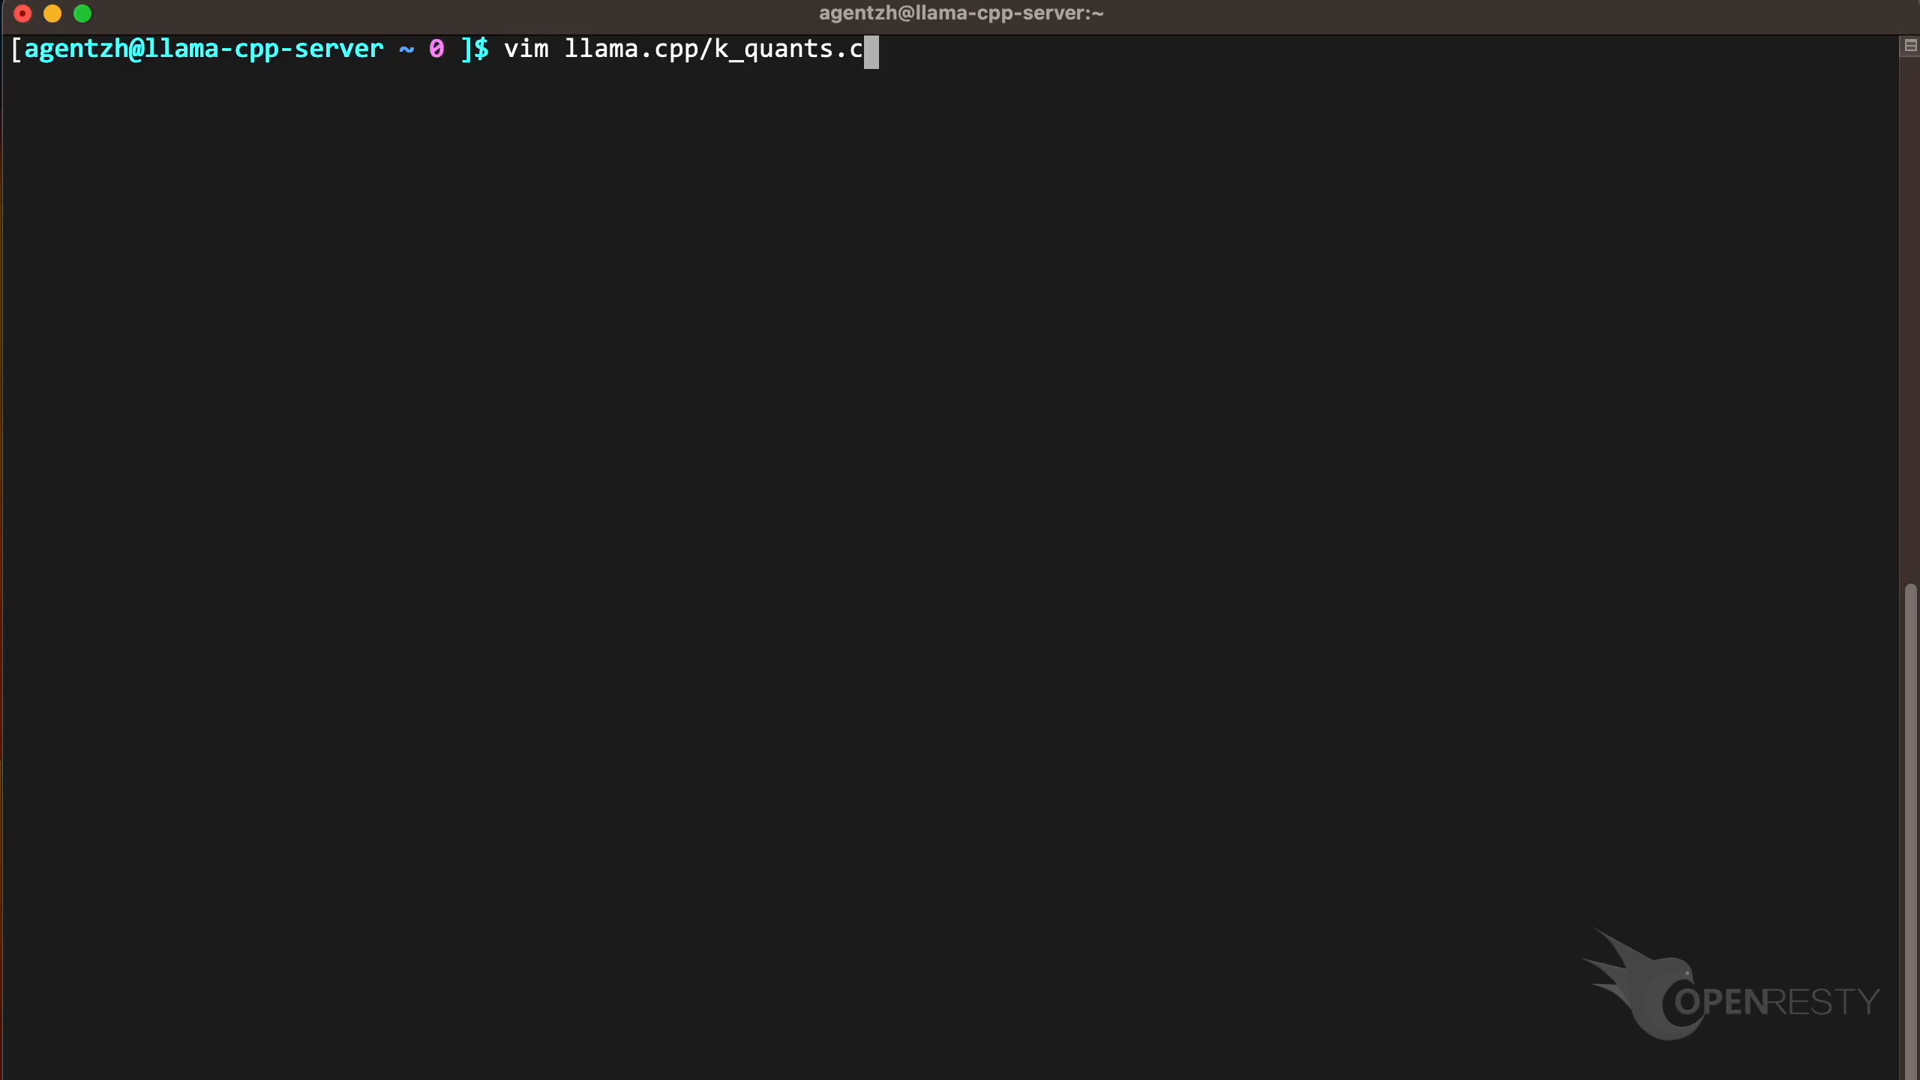 agentzh@llama-cpp-server:~
[agentzh@llama-cpp-server ~ 0 ]$ vim llama.cpp/k_quants.c
OPENRESTY